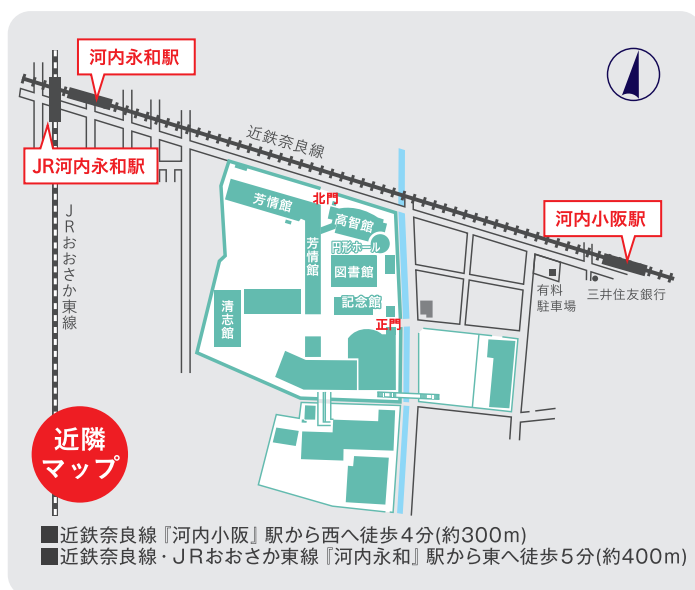 河内永和駅
JR河内永和駅
近鉄奈良線
河内小阪駅
JRおおさか東線
北門
芳情館
高智館
円形ホール
芳情館
図書館
記念館
清志館
正門
有料
駐車場
三井住友銀行
近隣
マップ
■近鉄奈良線『河内小阪』駅から西へ徒歩4分(約300m)
■近鉄奈良線・JRおおさか東線『河内永和』駅から東へ徒歩5分(約400m)